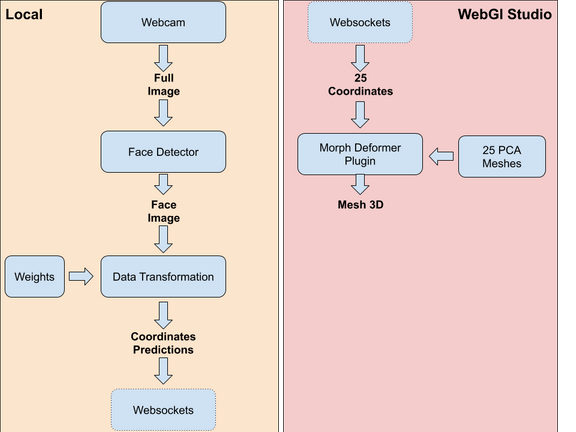 Local
Webcam
Full
Image
Face Detector
Face
Image
Weights
Data Transformation
Coordinates
Predictions
Websockets
WebGl Studio
Websockets
25
Coordinates
Morph Deformer
Plugin
25 PCA
Meshes
Mesh 3D